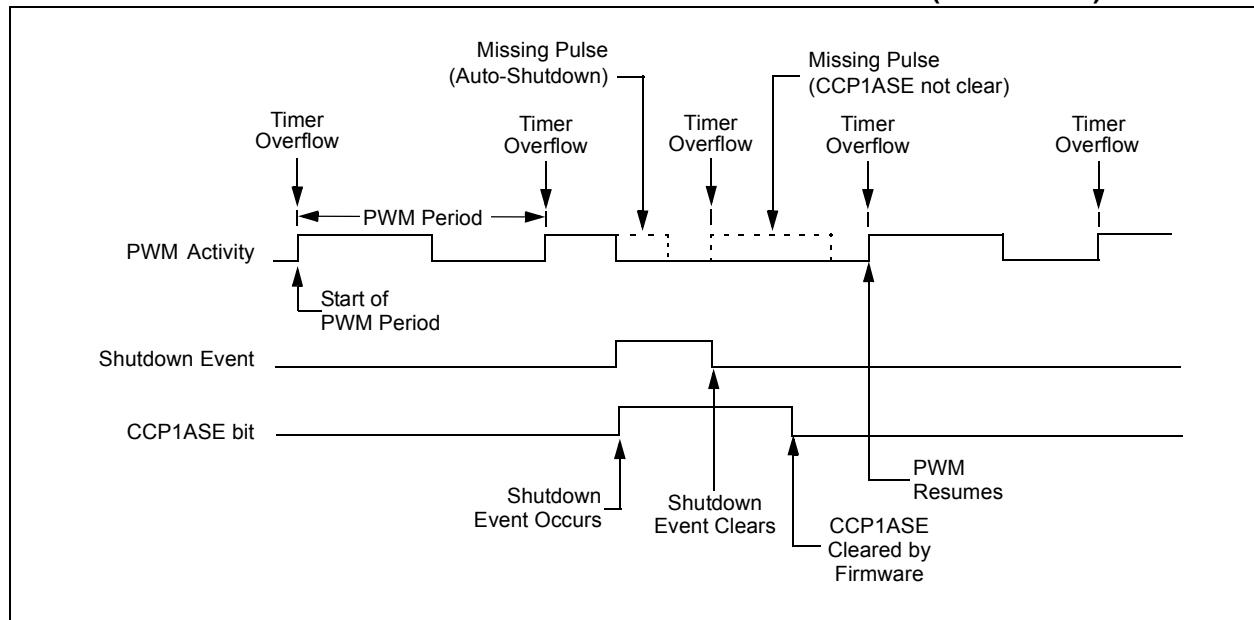 Missing Pulse
(Auto-Shutdown)
Missing Pulse
(CCP1ASE not clear)
Timer
Overflow
Timer
Overflow
Timer
Overflow
Timer
Overflow
Timer
Overflow
PWM Period
PWM Activity
Start of
PWM Period
Shutdown Event
CCP1ASE bit
Shutdown
Event Occurs
Shutdown
Event Clears
PWM
Resumes
CCP1ASE
Cleared by
Firmware